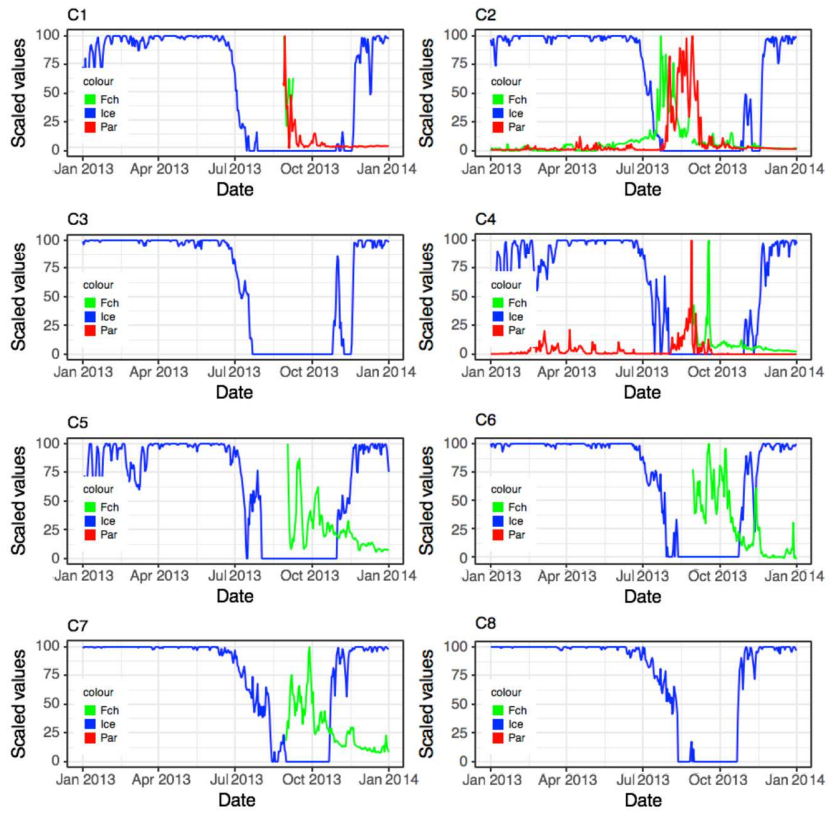 C1
Scaled values
100
75
50
25
0
colour
Fch
Ice
Par
Jan 2013 Apr 2013 Jul 2013 Oct 2013 Jan 2014
Date
C2
Scaled values
100
75
50
25
0
colour
Fch
Ice
Par
Jan 2013 Apr 2013 Jul 2013 Oct 2013 Jan 2014
Date
C3
Scaled values
100
75
50
25
0
colour
Fch
Ice
Par
Jan 2013 Apr 2013 Jul 2013 Oct 2013 Jan 2014
Date
C4
Scaled values
100
75
50
25
0
colour
Fch
Ice
Par
Jan 2013 Apr 2013 Jul 2013 Oct 2013 Jan 2014
Date
C5
Scaled values
100
75
50
25
0
colour
Fch
Ice
Par
Jan 2013 Apr 2013 Jul 2013 Oct 2013 Jan 2014
Date
C6
Scaled values
100
75
50
25
0
colour
Fch
Ice
Par
Jan 2013 Apr 2013 Jul 2013 Oct 2013 Jan 2014
Date
C7
Scaled values
100
75
50
25
0
colour
Fch
Ice
Par
Jan 2013 Apr 2013 Jul 2013 Oct 2013 Jan 2014
Date
C8
Scaled values
100
75
50
25
0
colour
Fch
Ice
Par
Jan 2013 Apr 2013 Jul 2013 Oct 2013 Jan 2014
Date